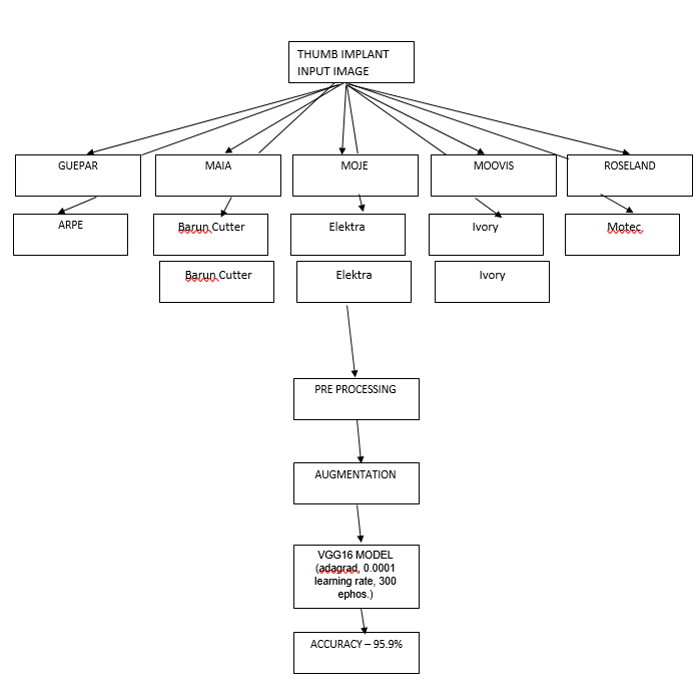 THUMB IMPLANT
INPUT IMAGE
GUEPAR
MAIA
MOJE
MOOVIS
ROSELAND
ARPE
Barun Cutter
Elektra
Ivory
Motec
Barun Cutter
Elektra
Ivory
PRE PROCESSING
AUGMENTATION
VGG16 MODEL
(adagrad, 0.0001
learning rate, 300
ephos.)
ACCURACY – 95.9%